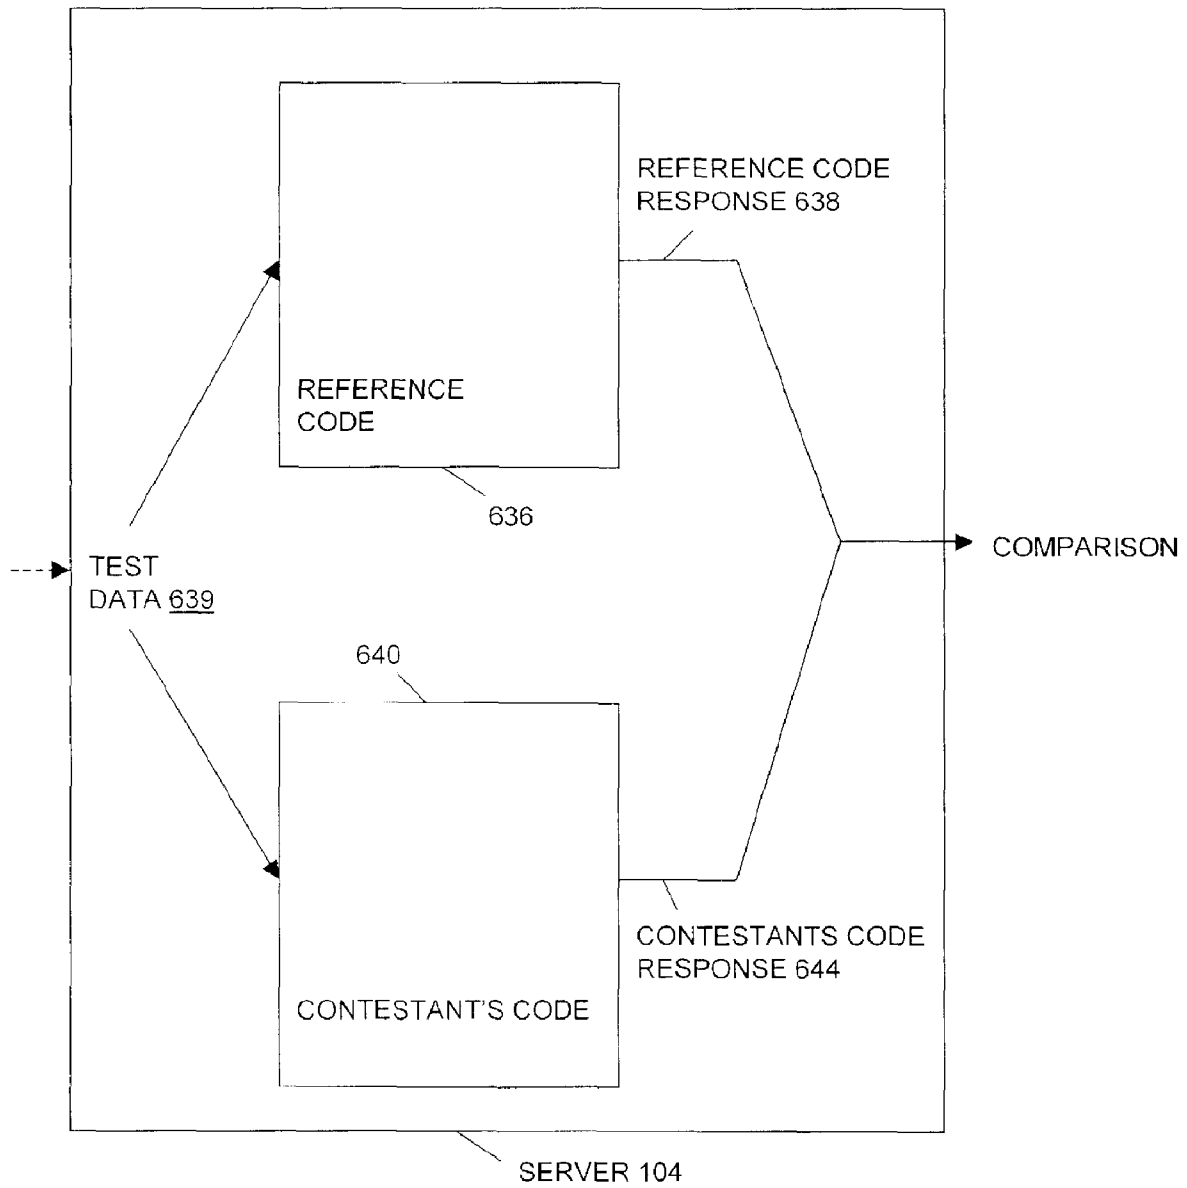 REFERENCE CODE
RESPONSE 638
REFERENCE
CODE
636
COMPARISON
TEST
DATA 639
640
CONTESTANTS CODE
RESPONSE 644
CONTESTANT'S CODE
SERVER 104